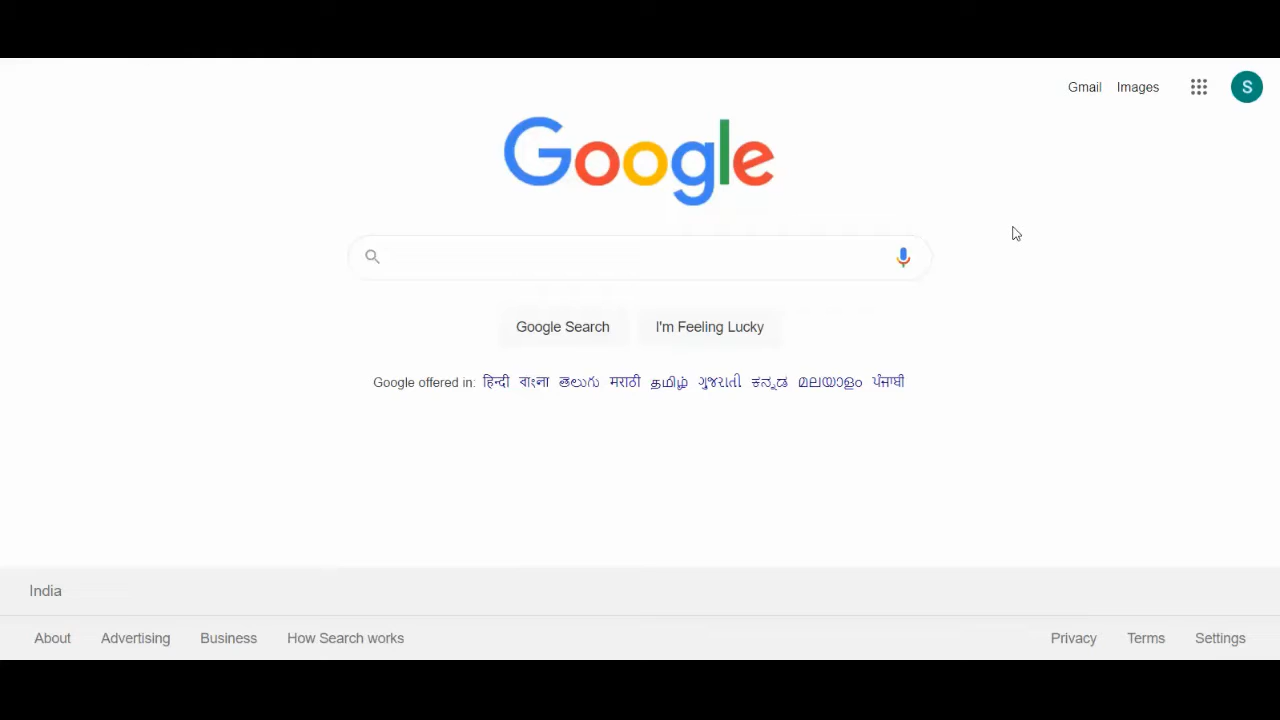 Gmail Images S
Google
Google Search I'm Feeling Lucky
Google offered in: हिन्दी বাংলা తెలుగు मराठी தமிழ் ગુજરાતી ಕನ್ನಡ മലയാളം ਪੰਜਾਬੀ
India
About Advertising Business How Search works Privacy Terms Settings